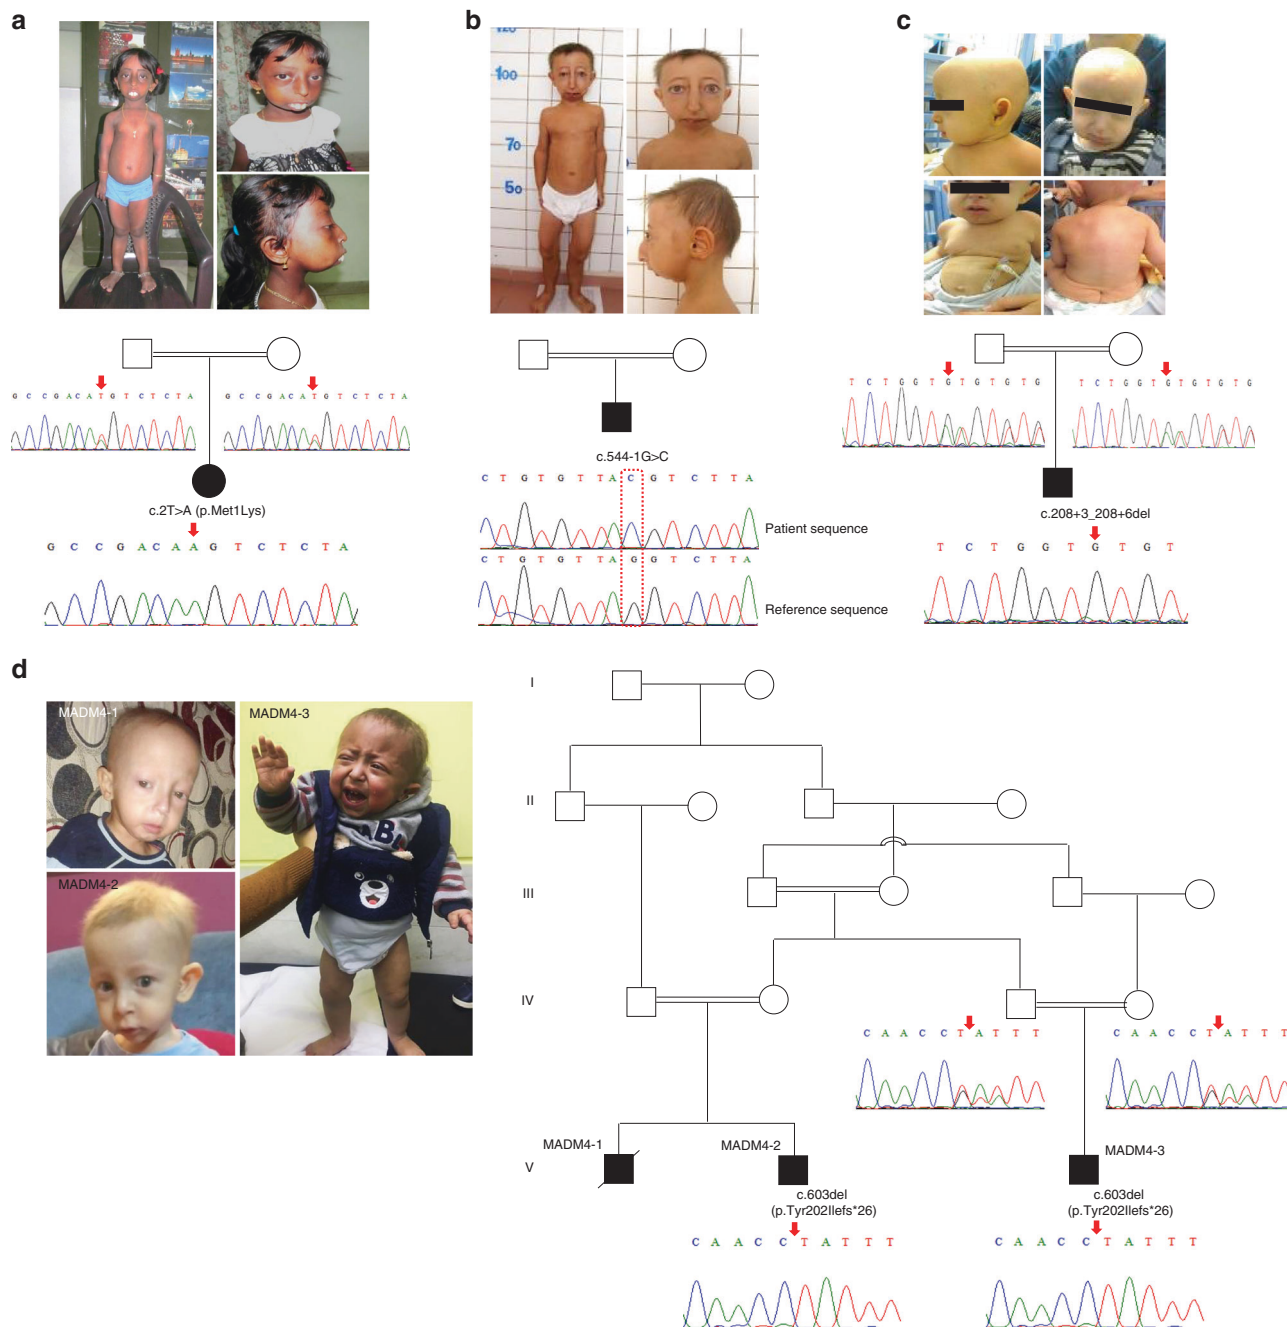 a
b
c
120
100
70
50
G C C G A C A T G T C T C T A
G C C G A C A T G T C T C T A
c.2T>A (p.Met1Lys)
G C C G A C A A G T C T C T A
c.544-1G>C
C T G T G T T A C G T C T T A
Patient sequence
C T G T G T T A G G T C T T A
Reference sequence
T C T G G T G T G T G T G
T C T G G T G T G T G T G
c.208+3_208+6del
T C T G G T G T G T
d
MADM4-1
MADM4-2
MADM4-3
I
II
III
IV
C A A C C T A T T T
C A A C C T A T T T
V
MADM4-1
MADM4-2
MADM4-3
c.603del
(p.Tyr202Ilefs*26)
c.603del
(p.Tyr202Ilefs*26)
C A A C C T A T T T
C A A C C T A T T T